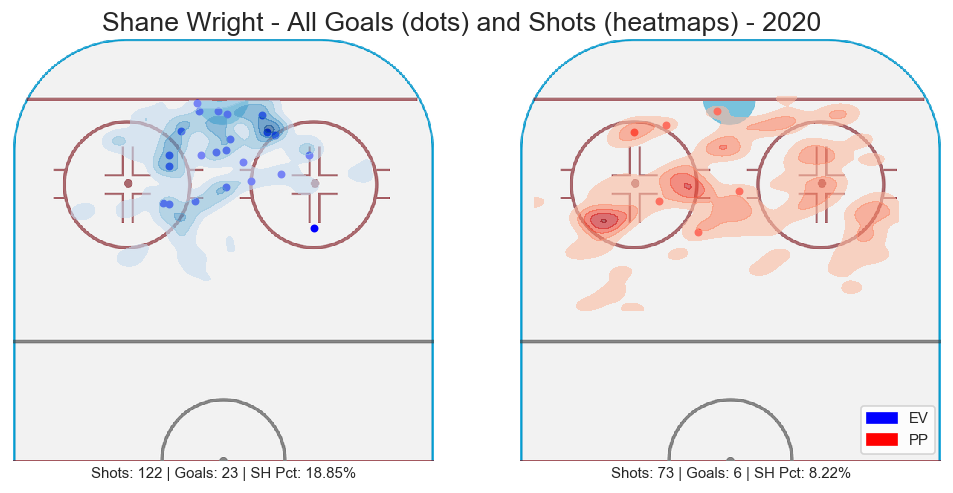 Shane Wright - All Goals (dots) and Shots (heatmaps) - 2020
EV
PP
Shots: 122 | Goals: 23 | SH Pct: 18.85%
Shots: 73 | Goals: 6 | SH Pct: 8.22%